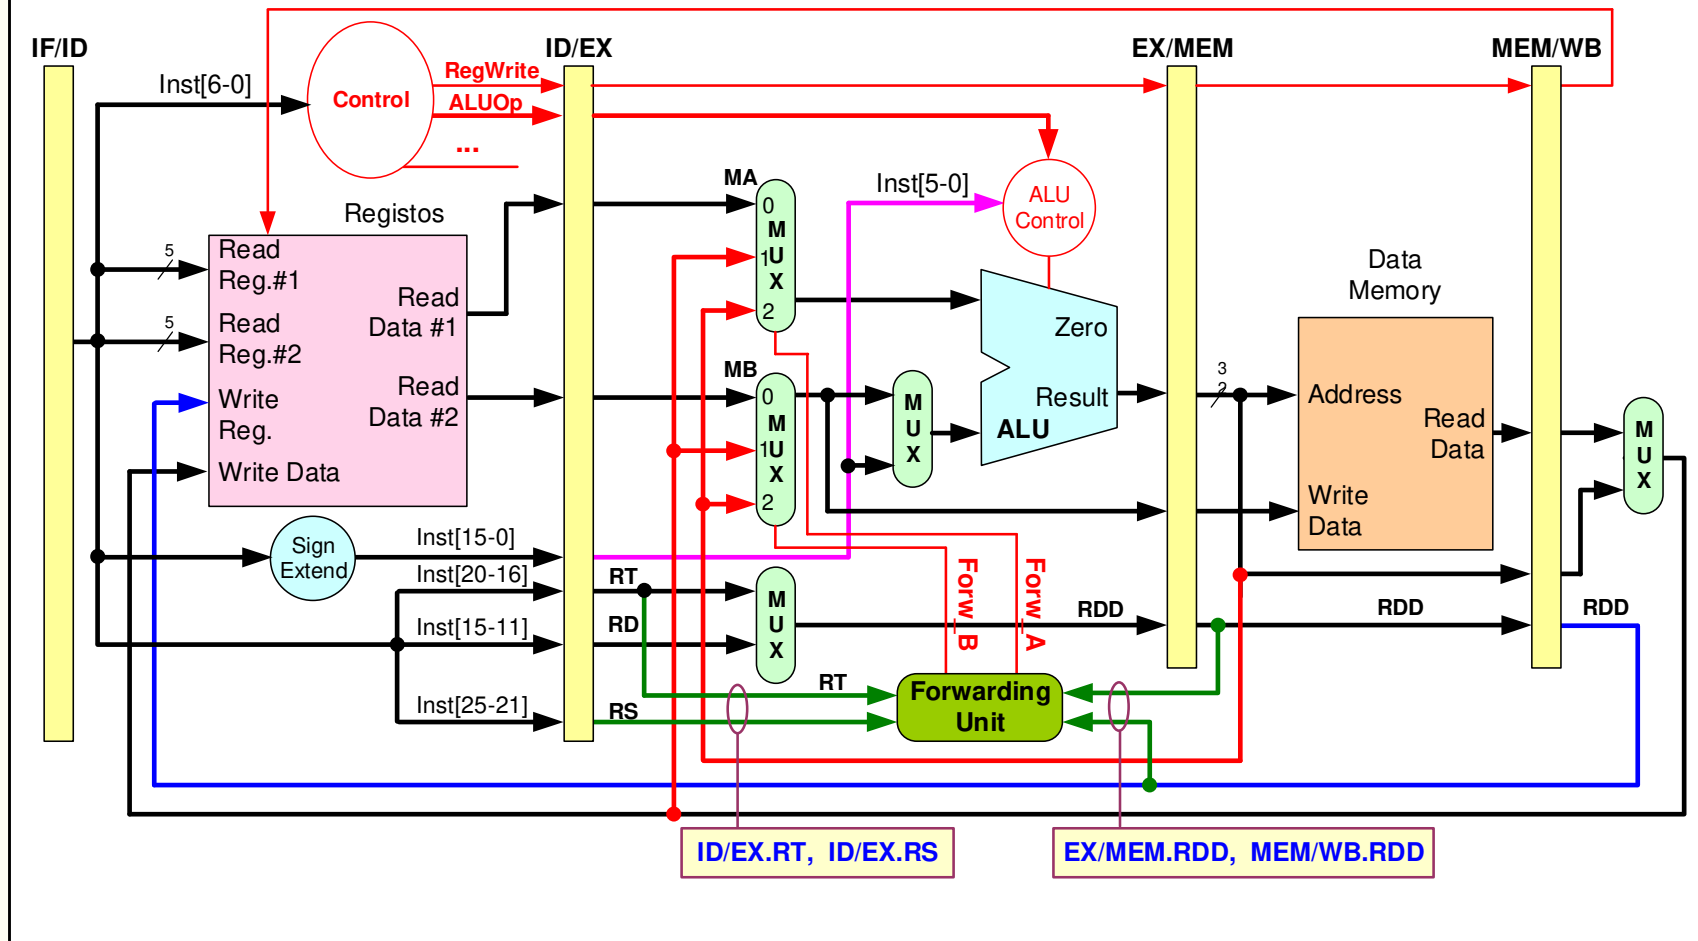 IF/ID
ID/EX
EX/MEM
MEM/WB
Inst[6-0]
Control
RegWrite
ALUOp
...
Registos
Read
Reg.#1
5
Read
Reg.#2
5
Write
Reg.
Write Data
Read
Data #1
Read
Data #2
Sign
Extend
Inst[15-0]
Inst[20-16]
Inst[15-11]
Inst[25-21]
RT
RD
RS
MA
0
1
2
M
U
X
MB
0
1
2
M
U
X
M
U
X
M
U
X
Inst[5-0]
ALU
Control
Zero
Result
ALU
Forw_B
Forw_A
RDD
RT
Forwarding
Unit
3
2
Data
Memory
Address
Read
Data
Write
Data
RDD
RDD
M
U
X
ID/EX.RT, ID/EX.RS
EX/MEM.RDD, MEM/WB.RDD